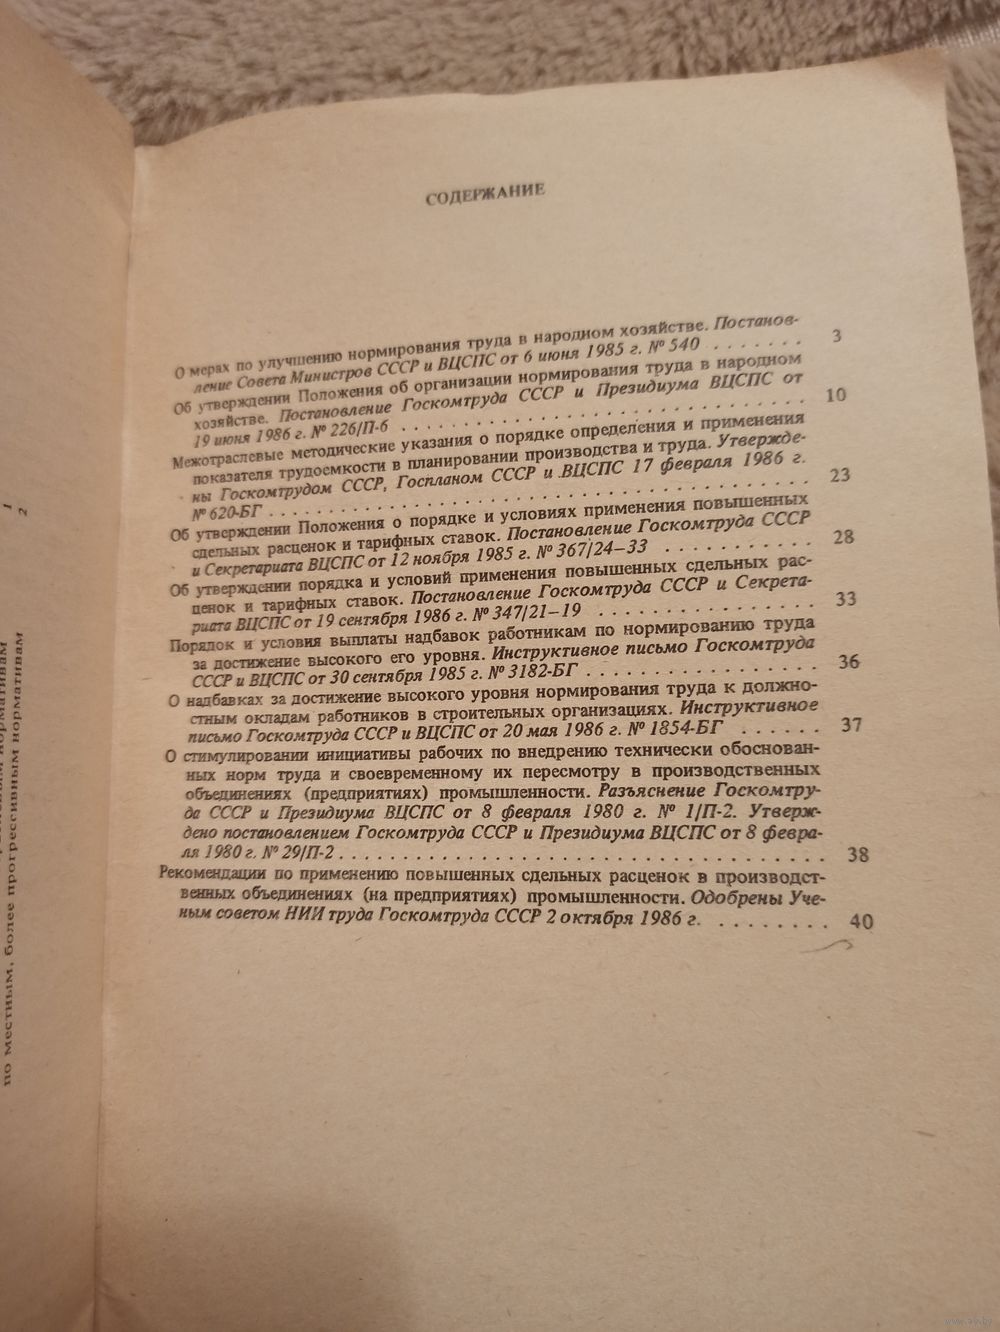 СОДЕРЖАНИЕ
О мерах по улучшению нормирования труда в народном хозяйстве. Постанов-
ление Совета Министров СССР и ВЦСПС от 6 июня 1985 г. № 540 . . . . . . . 3
Об утверждении Положения об организации нормирования труда в народном
хозяйстве. Постановление Госкомтруда СССР и Президиума ВЦСПС от
19 июня 1986 г. № 226/П-6 . . . . . . . . . . . . . . . . . . . . . . . . . . 10
Межотраслевые методические указания о порядке определения и применения
показателя трудоемкости в планировании производства и труда. Утвержде-
ны Госкомтрудом СССР, Госпланом СССР и ВЦСПС 17 февраля 1986 г.
№ 620-БГ . . . . . . . . . . . . . . . . . . . . . . . . . . . . . . . . . . 23
Об утверждении Положения о порядке и условиях применения повышенных
сдельных расценок и тарифных ставок. Постановление Госкомтруда СССР
и Секретариата ВЦСПС от 12 ноября 1985 г. № 367/24–33 . . . . . . . . . . . 28
Об утверждении порядка и условий применения повышенных сдельных рас-
ценок и тарифных ставок. Постановление Госкомтруда СССР и Секрета-
риата ВЦСПС от 19 сентября 1986 г. № 347/21–19 . . . . . . . . . . . . . . . 33
Порядок и условия выплаты надбавок работникам по нормированию труда
за достижение высокого его уровня. Инструктивное письмо Госкомтруда
СССР и ВЦСПС от 30 сентября 1985 г. № 3182-БГ . . . . . . . . . . . . . . . 36
О надбавках за достижение высокого уровня нормирования труда к должно-
стным окладам работников в строительных организациях. Инструктивное
письмо Госкомтруда СССР и ВЦСПС от 20 мая 1986 г. № 1854-БГ . . . . . . 37
О стимулировании инициативы рабочих по внедрению технически обоснован-
ных норм труда и своевременному их пересмотру в производственных
объединениях (предприятиях) промышленности. Разъяснение Госкомтру-
да СССР и Президиума ВЦСПС от 8 февраля 1980 г. № 1/П-2. Утверж-
дено постановлением Госкомтруда СССР и Президиума ВЦСПС от 8 февра-
ля 1980 г. № 29/П-2 . . . . . . . . . . . . . . . . . . . . . . . . . . . . . . . 38
Рекомендации по применению повышенных сдельных расценок в производст-
венных объединениях (на предприятиях) промышленности. Одобрены Уче-
ным советом НИИ труда Госкомтруда СССР 2 октября 1986 г. . . . . . . . . 40
нормативам 1
по местным, более прогрессивным нормативам 2